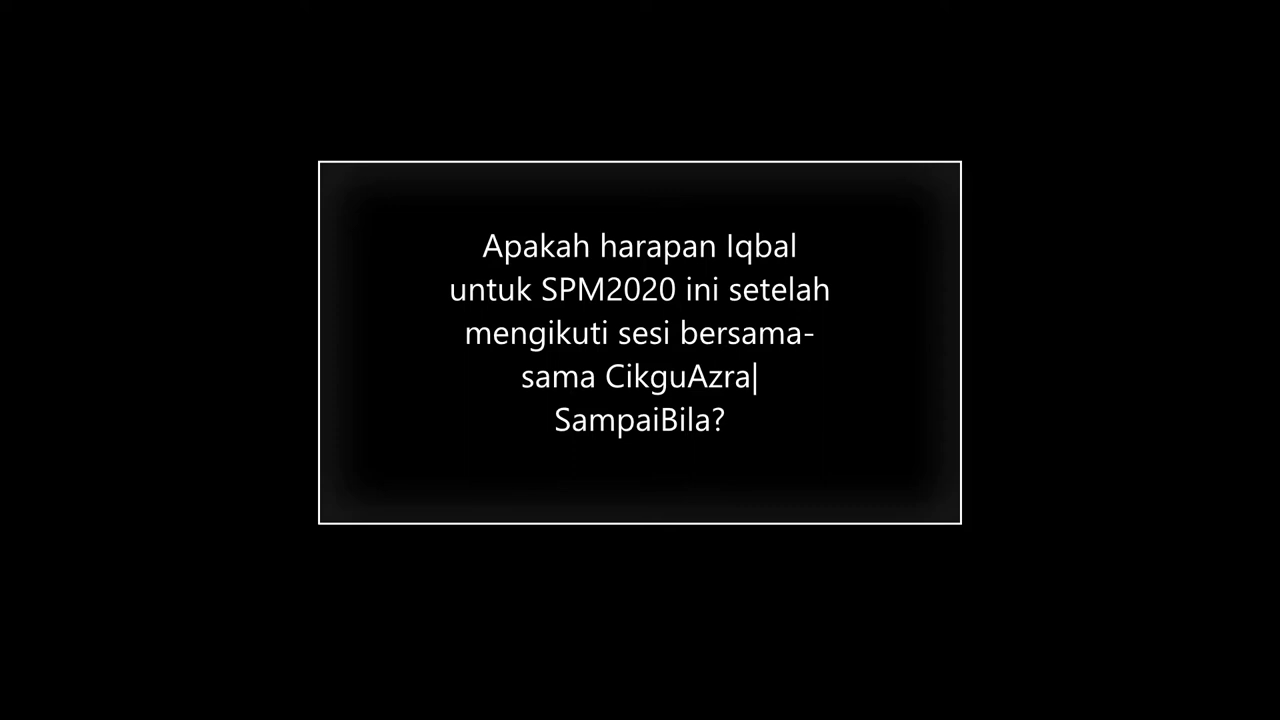 Apakah harapan Iqbal
untuk SPM2020 ini setelah
mengikuti sesi bersama-
sama CikguAzra|
SampaiBila?